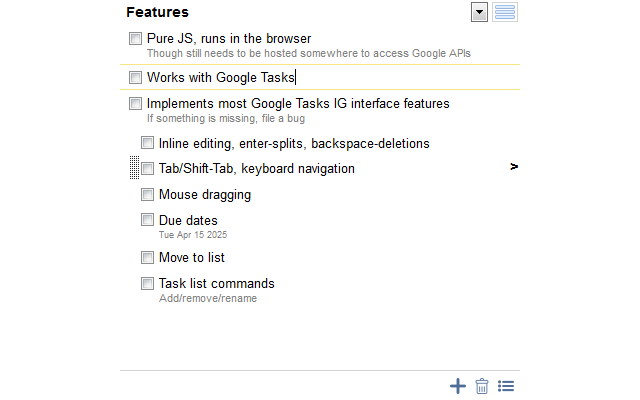 Features
Pure JS, runs in the browser
Though still needs to be hosted somewhere to access Google APIs
Works with Google Tasks
Implements most Google Tasks IG interface features
If something is missing, file a bug
Inline editing, enter-splits, backspace-deletions
Tab/Shift-Tab, keyboard navigation
Mouse dragging
Due dates
Tue Apr 15 2025
Move to list
Task list commands
Add/remove/rename